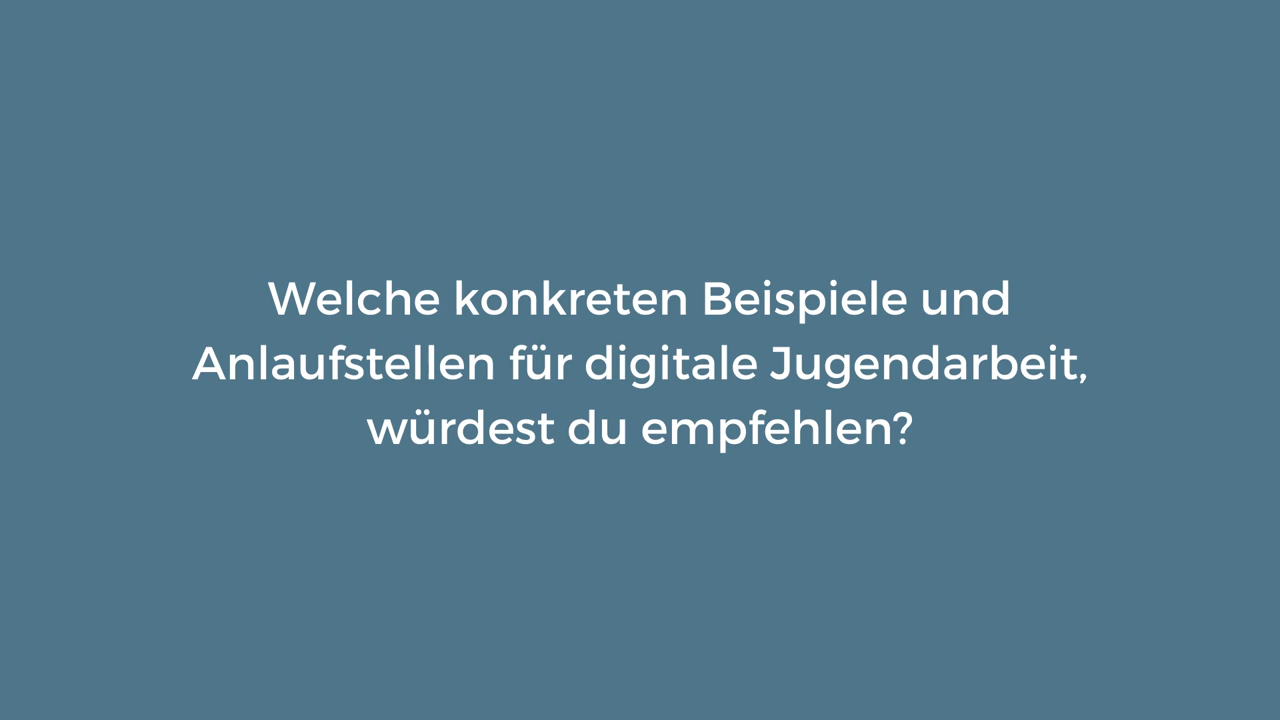 Welche konkreten Beispiele und
Anlaufstellen für digitale Jugendarbeit,
würdest du empfehlen?